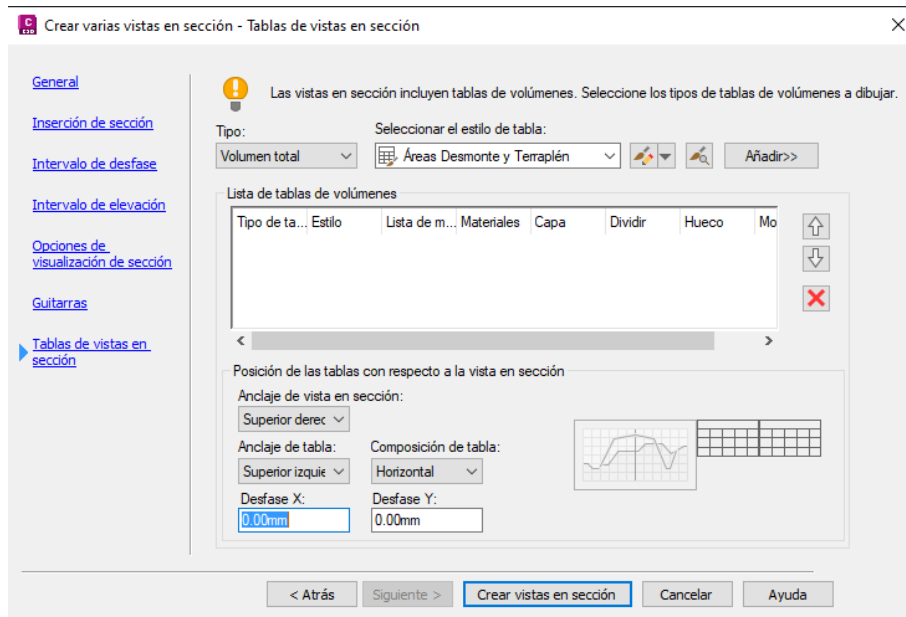 C
C3D
Crear varias vistas en sección - Tablas de vistas en sección
General
Inserción de sección
Intervalo de desfase
Intervalo de elevación
Opciones de
visualización de sección
Guitarras
Tablas de vistas en
sección
Las vistas en sección incluyen tablas de volúmenes. Seleccione los tipos de tablas de volúmenes a dibujar.
Tipo:
Seleccionar el estilo de tabla:
Volumen total
Áreas Desmonte y Terraplén
Añadir>>
Lista de tablas de volúmenes
Tipo de ta... Estilo Lista de m... Materiales Capa Dividir Hueco Mo
Posición de las tablas con respecto a la vista en sección
Anclaje de vista en sección:
Superior derec
Anclaje de tabla:
Composición de tabla:
Superior izquie
Horizontal
Desfase X:
Desfase Y:
0.00mm
0.00mm
< Atrás
Siguiente >
Crear vistas en sección
Cancelar
Ayuda